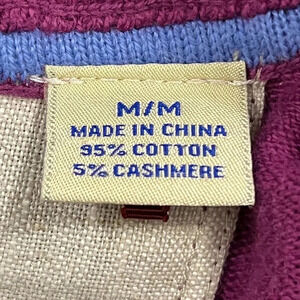 M/M
MADE IN CHINA
95% COTTON
5% CASHMERE